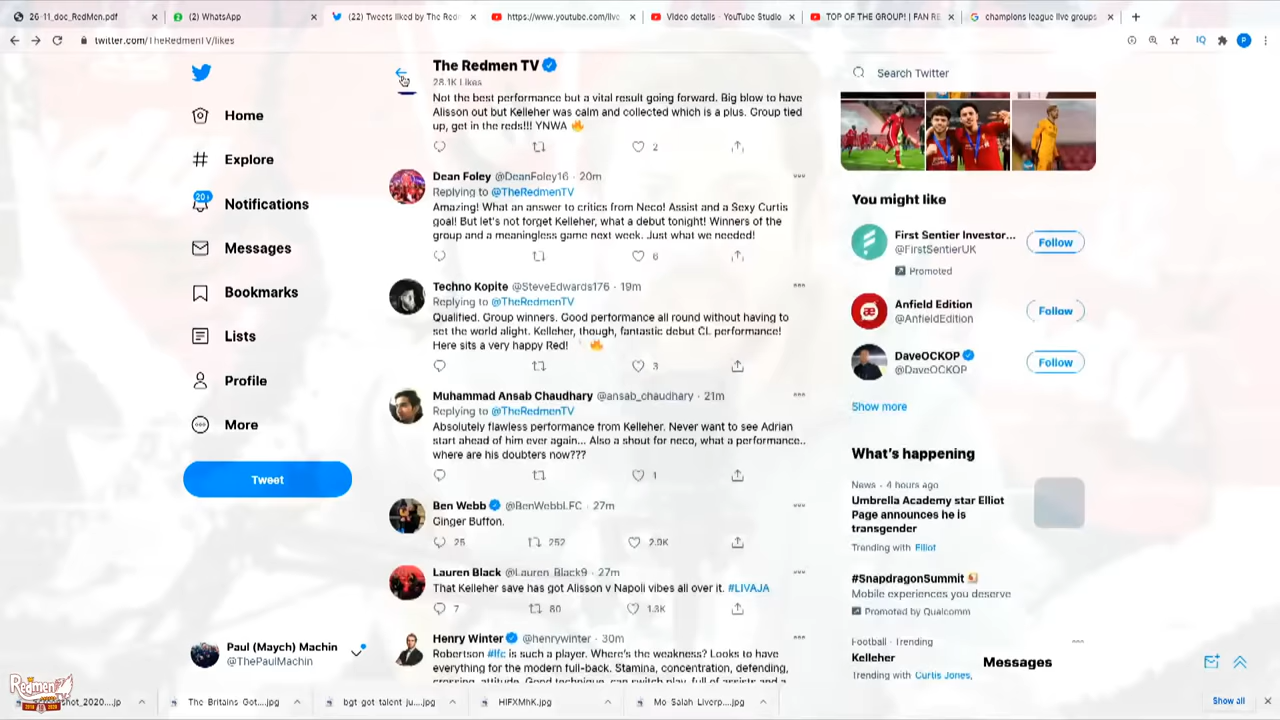 26-11_doc_RedMen.pdf
(2) WhatsApp
(22) Tweets liked by The Red
https://www.youtube.com/live
Video details - YouTube Studio
TOP OF THE GROUP! | FAN RE
champions league live groups
twitter.com/TheRedmenTV/likes
IQ
P
The Redmen TV
28.1K Likes
Search Twitter
Home
Explore
20+
Notifications
Messages
Bookmarks
Lists
Profile
More
Tweet
Paul (Maych) Machin
@ThePaulMachin
Not the best performance but a vital result going forward. Big blow to have
Alisson out but Kelleher was calm and collected which is a plus. Group tied
up, get in the reds!!! YNWA 🔥
2
Dean Foley @DeanFoley16 · 20m
Replying to @TheRedmenTV
Amazing! What an answer to critics from Neco! Assist and a Sexy Curtis
goal! But let's not forget Kelleher, what a debut tonight! Winners of the
group and a meaningless game next week. Just what we needed!
6
Techno Kopite @SteveEdwards176 · 19m
Replying to @TheRedmenTV
Qualified. Group winners. Good performance all round without having to
set the world alight. Kelleher, though, fantastic debut CL performance!
Here sits a very happy Red! 🔥
3
Muhammad Ansab Chaudhary @ansab_chaudhary · 21m
Replying to @TheRedmenTV
Absolutely flawless performance from Kelleher. Never want to see Adrian
start ahead of him ever again... Also a shout for neco, what a performance..
where are his doubters now???
1
Ben Webb @BenWebbLFC · 27m
Ginger Buffon.
25 252 2.9K
Lauren Black @Lauren_Black9 · 27m
That Kelleher save has got Alisson v Napoli vibes all over it. #LIVAJA
7 80 1.3K
Henry Winter @henrywinter · 30m
Robertson #lfc is such a player. Where's the weakness? Looks to have
everything for the modern full-back. Stamina, concentration, defending,
crossing, attitude. Good technique, can switch play, full of assists and a
You might like
First Sentier Investor...
@FirstSentierUK
Follow
Promoted
Anfield Edition
@AnfieldEdition
Follow
DaveOCKOP
@DaveOCKOP
Follow
Show more
What's happening
News · 4 hours ago
Umbrella Academy star Elliot
Page announces he is
transgender
Trending with Elliot
#SnapdragonSummit
Mobile experiences you deserve
Promoted by Qualcomm
Football · Trending
Kelleher
Trending with Curtis Jones,
Messages
Redmen
shot_2020....jp
The Britains Got....jpg
bgt got talent ju....jpg
HIFXMhK.jpg
Mo Salah Liverp....jpg
Show all